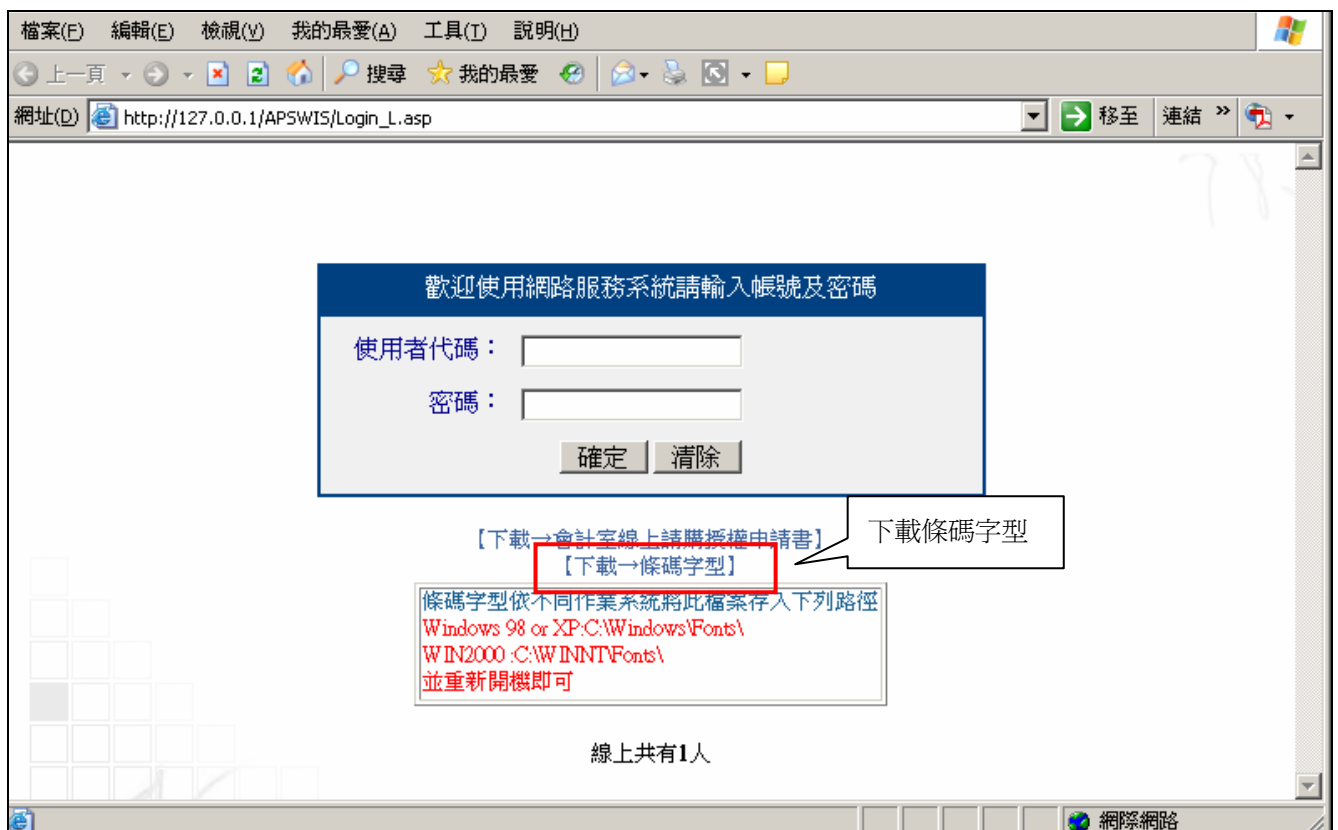 檔案(F) 編輯(E) 檢視(V) 我的最愛(A) 工具(T) 說明(H)
上一頁 搜尋 我的最愛
網址(D) http://127.0.0.1/APSWIS/Login_L.asp 移至 連結 »
歡迎使用網路服務系統請輸入帳號及密碼
使用者代碼：
密碼：
確定 清除
【下載→會計室線上請購授權申請書】
下載條碼字型
【下載→條碼字型】
條碼字型依不同作業系統將此檔案存入下列路徑
Windows 98 or XP:C:\Windows\Fonts\
WIN2000 :C:\WINNT\Fonts\
並重新開機即可
線上共有1人
網際網路